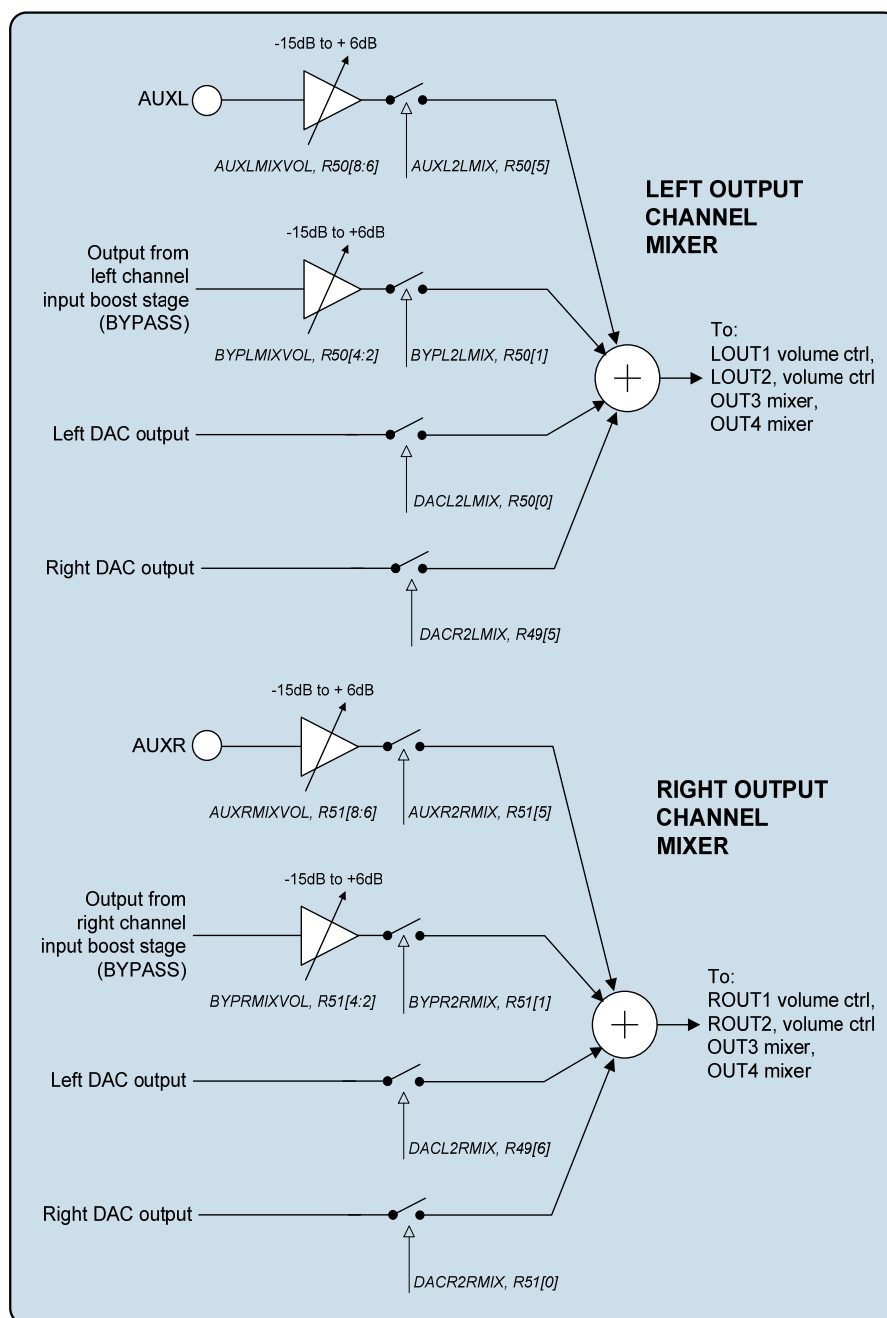 -15dB to + 6dB
AUXL
AUXLMIXVOL, R50[8:6]
AUXL2LMIX, R50[5]
LEFT OUTPUT
CHANNEL
MIXER
-15dB to +6dB
Output from
left channel
input boost stage
(BYPASS)
BYPLMIXVOL, R50[4:2]
BYPL2LMIX, R50[1]
To:
LOUT1 volume ctrl,
LOUT2, volume ctrl
OUT3 mixer,
OUT4 mixer
+
Left DAC output
DACL2LMIX, R50[0]
Right DAC output
DACR2LMIX, R49[5]
-15dB to + 6dB
AUXR
AUXRMIXVOL, R51[8:6]
AUXR2RMIX, R51[5]
RIGHT OUTPUT
CHANNEL
MIXER
-15dB to +6dB
Output from
right channel
input boost stage
(BYPASS)
BYPRMIXVOL, R51[4:2]
BYPR2RMIX, R51[1]
To:
ROUT1 volume ctrl,
ROUT2, volume ctrl
OUT3 mixer,
OUT4 mixer
+
Left DAC output
DACL2RMIX, R49[6]
Right DAC output
DACR2RMIX, R51[0]